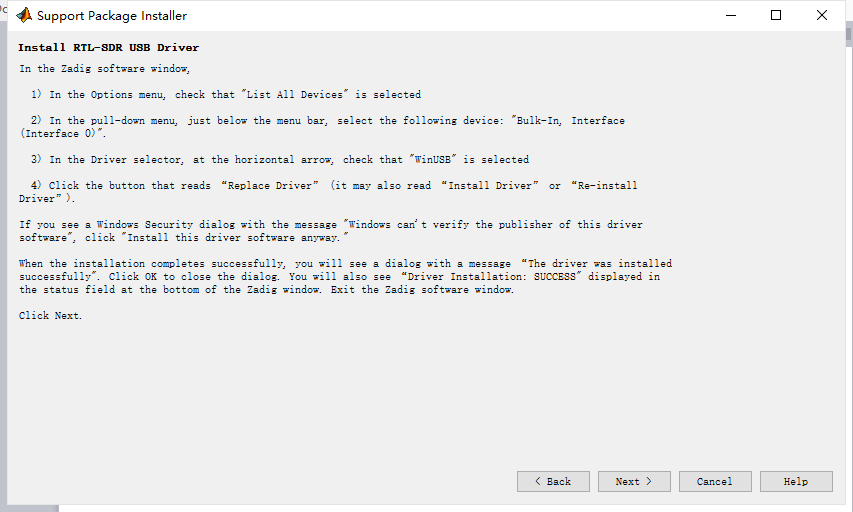 Support Package Installer
Install RTL-SDR USB Driver
In the Zadig software window,
1) In the Options menu, check that "List All Devices" is selected
2) In the pull-down menu, just below the menu bar, select the following device: "Bulk-In, Interface
(Interface 0)".
3) In the Driver selector, at the horizontal arrow, check that "WinUSB" is selected
4) Click the button that reads “Replace Driver” (it may also read “Install Driver” or “Re-install
Driver”).
If you see a Windows Security dialog with the message "Windows can't verify the publisher of this driver
software", click "Install this driver software anyway."
When the installation completes successfully, you will see a dialog with a message “The driver was installed
successfully". Click OK to close the dialog. You will also see “Driver Installation: SUCCESS" displayed in
the status field at the bottom of the Zadig window. Exit the Zadig software window.
Click Next.
< Back
Next >
Cancel
Help